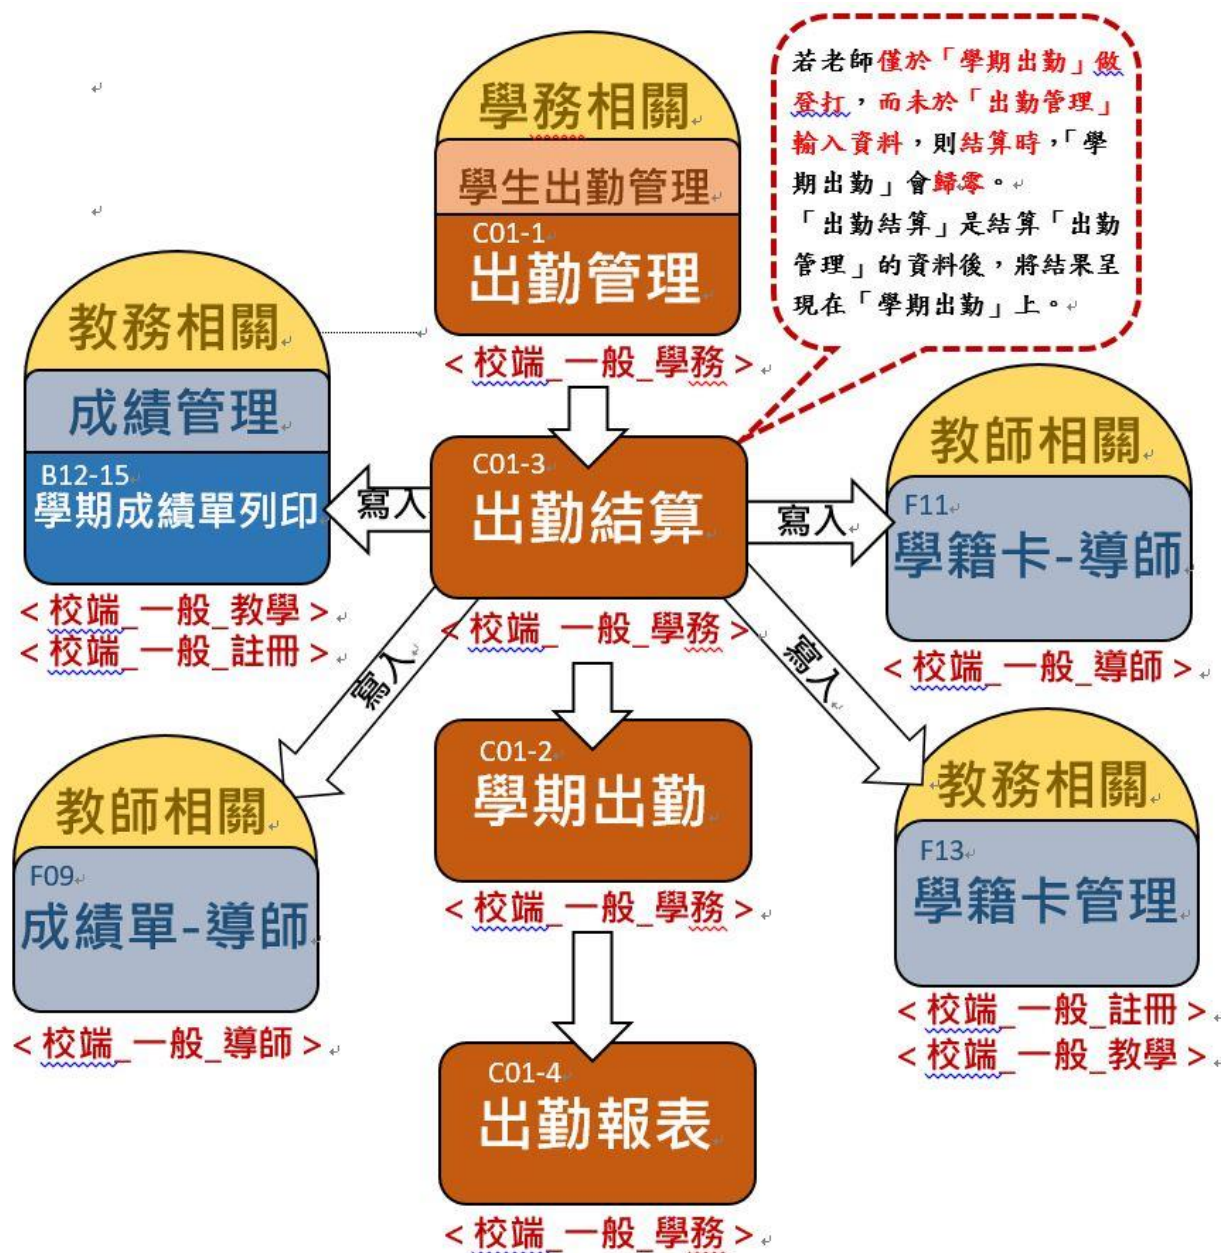 學務相關
學生出勤管理
C01-1
出勤管理
<校端_一般_學務>
若老師僅於「學期出勤」做
登打，而未於「出勤管理」
輸入資料，則結算時，「學
期出勤」會歸零。
「出勤結算」是結算「出勤
管理」的資料後，將結果呈
現在「學期出勤」上。
教務相關
成績管理
B12-15
學期成績單列印
<校端_一般_教學>
<校端_一般_註冊>
寫入
C01-3
出勤結算
<校端_一般_學務>
寫入
教師相關
F11
學籍卡-導師
<校端_一般_導師>
寫入
寫入
教師相關
F09
成績單-導師
<校端_一般_導師>
C01-2
學期出勤
<校端_一般_學務>
教務相關
F13
學籍卡管理
<校端_一般_註冊>
<校端_一般_教學>
C01-4
出勤報表
<校端_一般_學務>